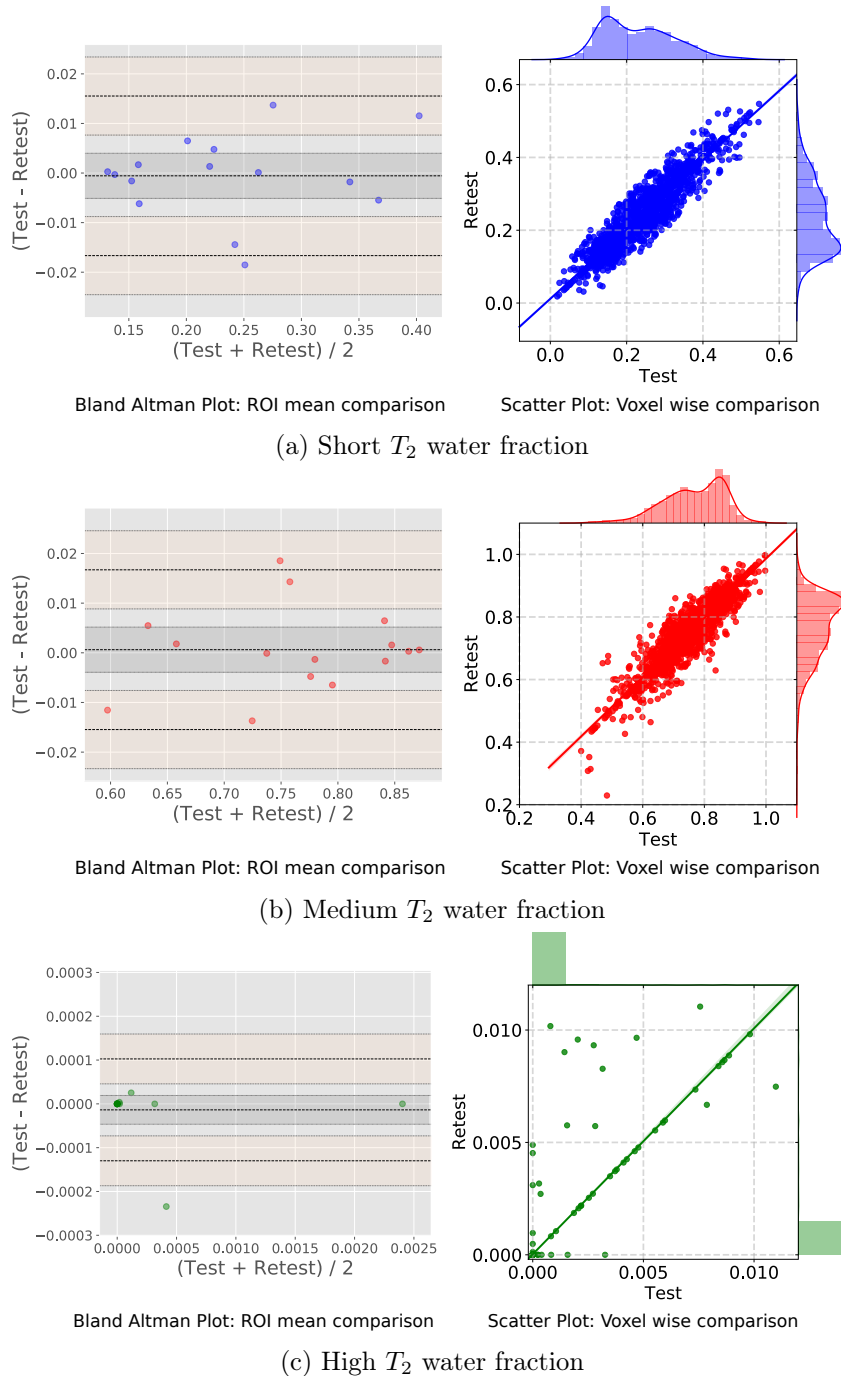 0.02
0.01
0.00
−0.01
−0.02
(Test - Retest)
0.15 0.20 0.25 0.30 0.35 0.40
(Test + Retest) / 2
Bland Altman Plot: ROI mean comparison
0.6
0.4
0.2
0.0
Retest
0.0 0.2 0.4 0.6
Test
Scatter Plot: Voxel wise comparison
(a) Short T₂ water fraction
0.02
0.01
0.00
−0.01
−0.02
(Test - Retest)
0.60 0.65 0.70 0.75 0.80 0.85
(Test + Retest) / 2
Bland Altman Plot: ROI mean comparison
1.0
0.8
0.6
0.4
0.2
Retest
0.2 0.4 0.6 0.8 1.0
Test
Scatter Plot: Voxel wise comparison
(b) Medium T₂ water fraction
0.0003
0.0002
0.0001
0.0000
−0.0001
−0.0002
−0.0003
(Test - Retest)
0.0000 0.0005 0.0010 0.0015 0.0020 0.0025
(Test + Retest) / 2
Bland Altman Plot: ROI mean comparison
0.010
0.005
0.000
Retest
0.000 0.005 0.010
Test
Scatter Plot: Voxel wise comparison
(c) High T₂ water fraction